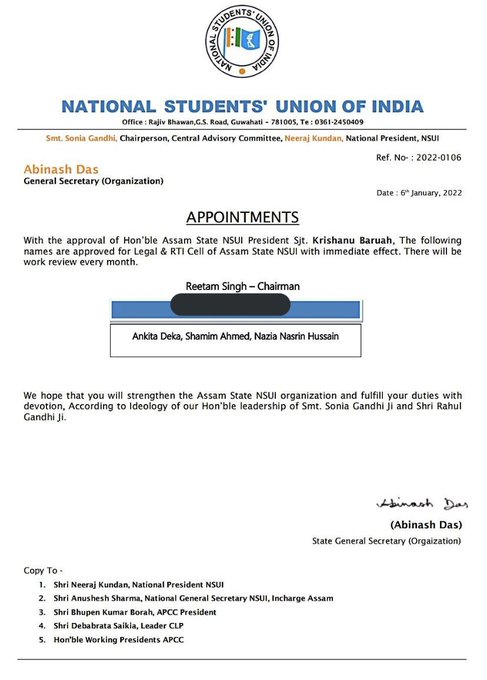 NATIONAL STUDENTS' UNION OF INDIA
NATIONAL STUDENTS' UNION OF INDIA
Office : Rajiv Bhawan,G.S. Road, Guwahati - 781005, Te : 0361-2450409
Smt. Sonia Gandhi, Chairperson, Central Advisory Committee, Neeraj Kundan, National President, NSUI
Ref. No- : 2022-0106
Abinash Das
General Secretary (Organization)
Date : 6th January, 2022
APPOINTMENTS
With the approval of Hon'ble Assam State NSUI President Sjt. Krishanu Baruah, The following
names are approved for Legal & RTI Cell of Assam State NSUI with immediate effect. There will be
work review every month.
Reetam Singh – Chairman
Ankita Deka, Shamim Ahmed, Nazia Nasrin Hussain
We hope that you will strengthen the Assam State NSUI organization and fulfill your duties with
devotion, According to Ideology of our Hon'ble leadership of Smt. Sonia Gandhi Ji and Shri Rahul
Gandhi Ji.
Abinash Das
(Abinash Das)
State General Secretary (Orgaization)
Copy To -
1. Shri Neeraj Kundan, National President NSUI
2. Shri Anushesh Sharma, National General Secretary NSUI, Incharge Assam
3. Shri Bhupen Kumar Borah, APCC President
4. Shri Debabrata Saikia, Leader CLP
5. Hon'ble Working Presidents APCC